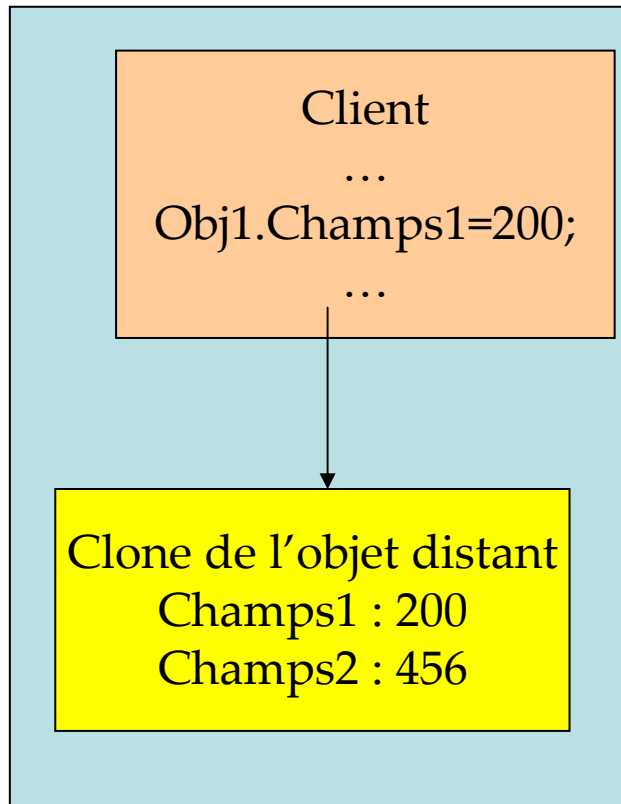 Client
…
Obj1.Champs1=200;
…
Clone de l’objet distant
Champs1 : 200
Champs2 : 456